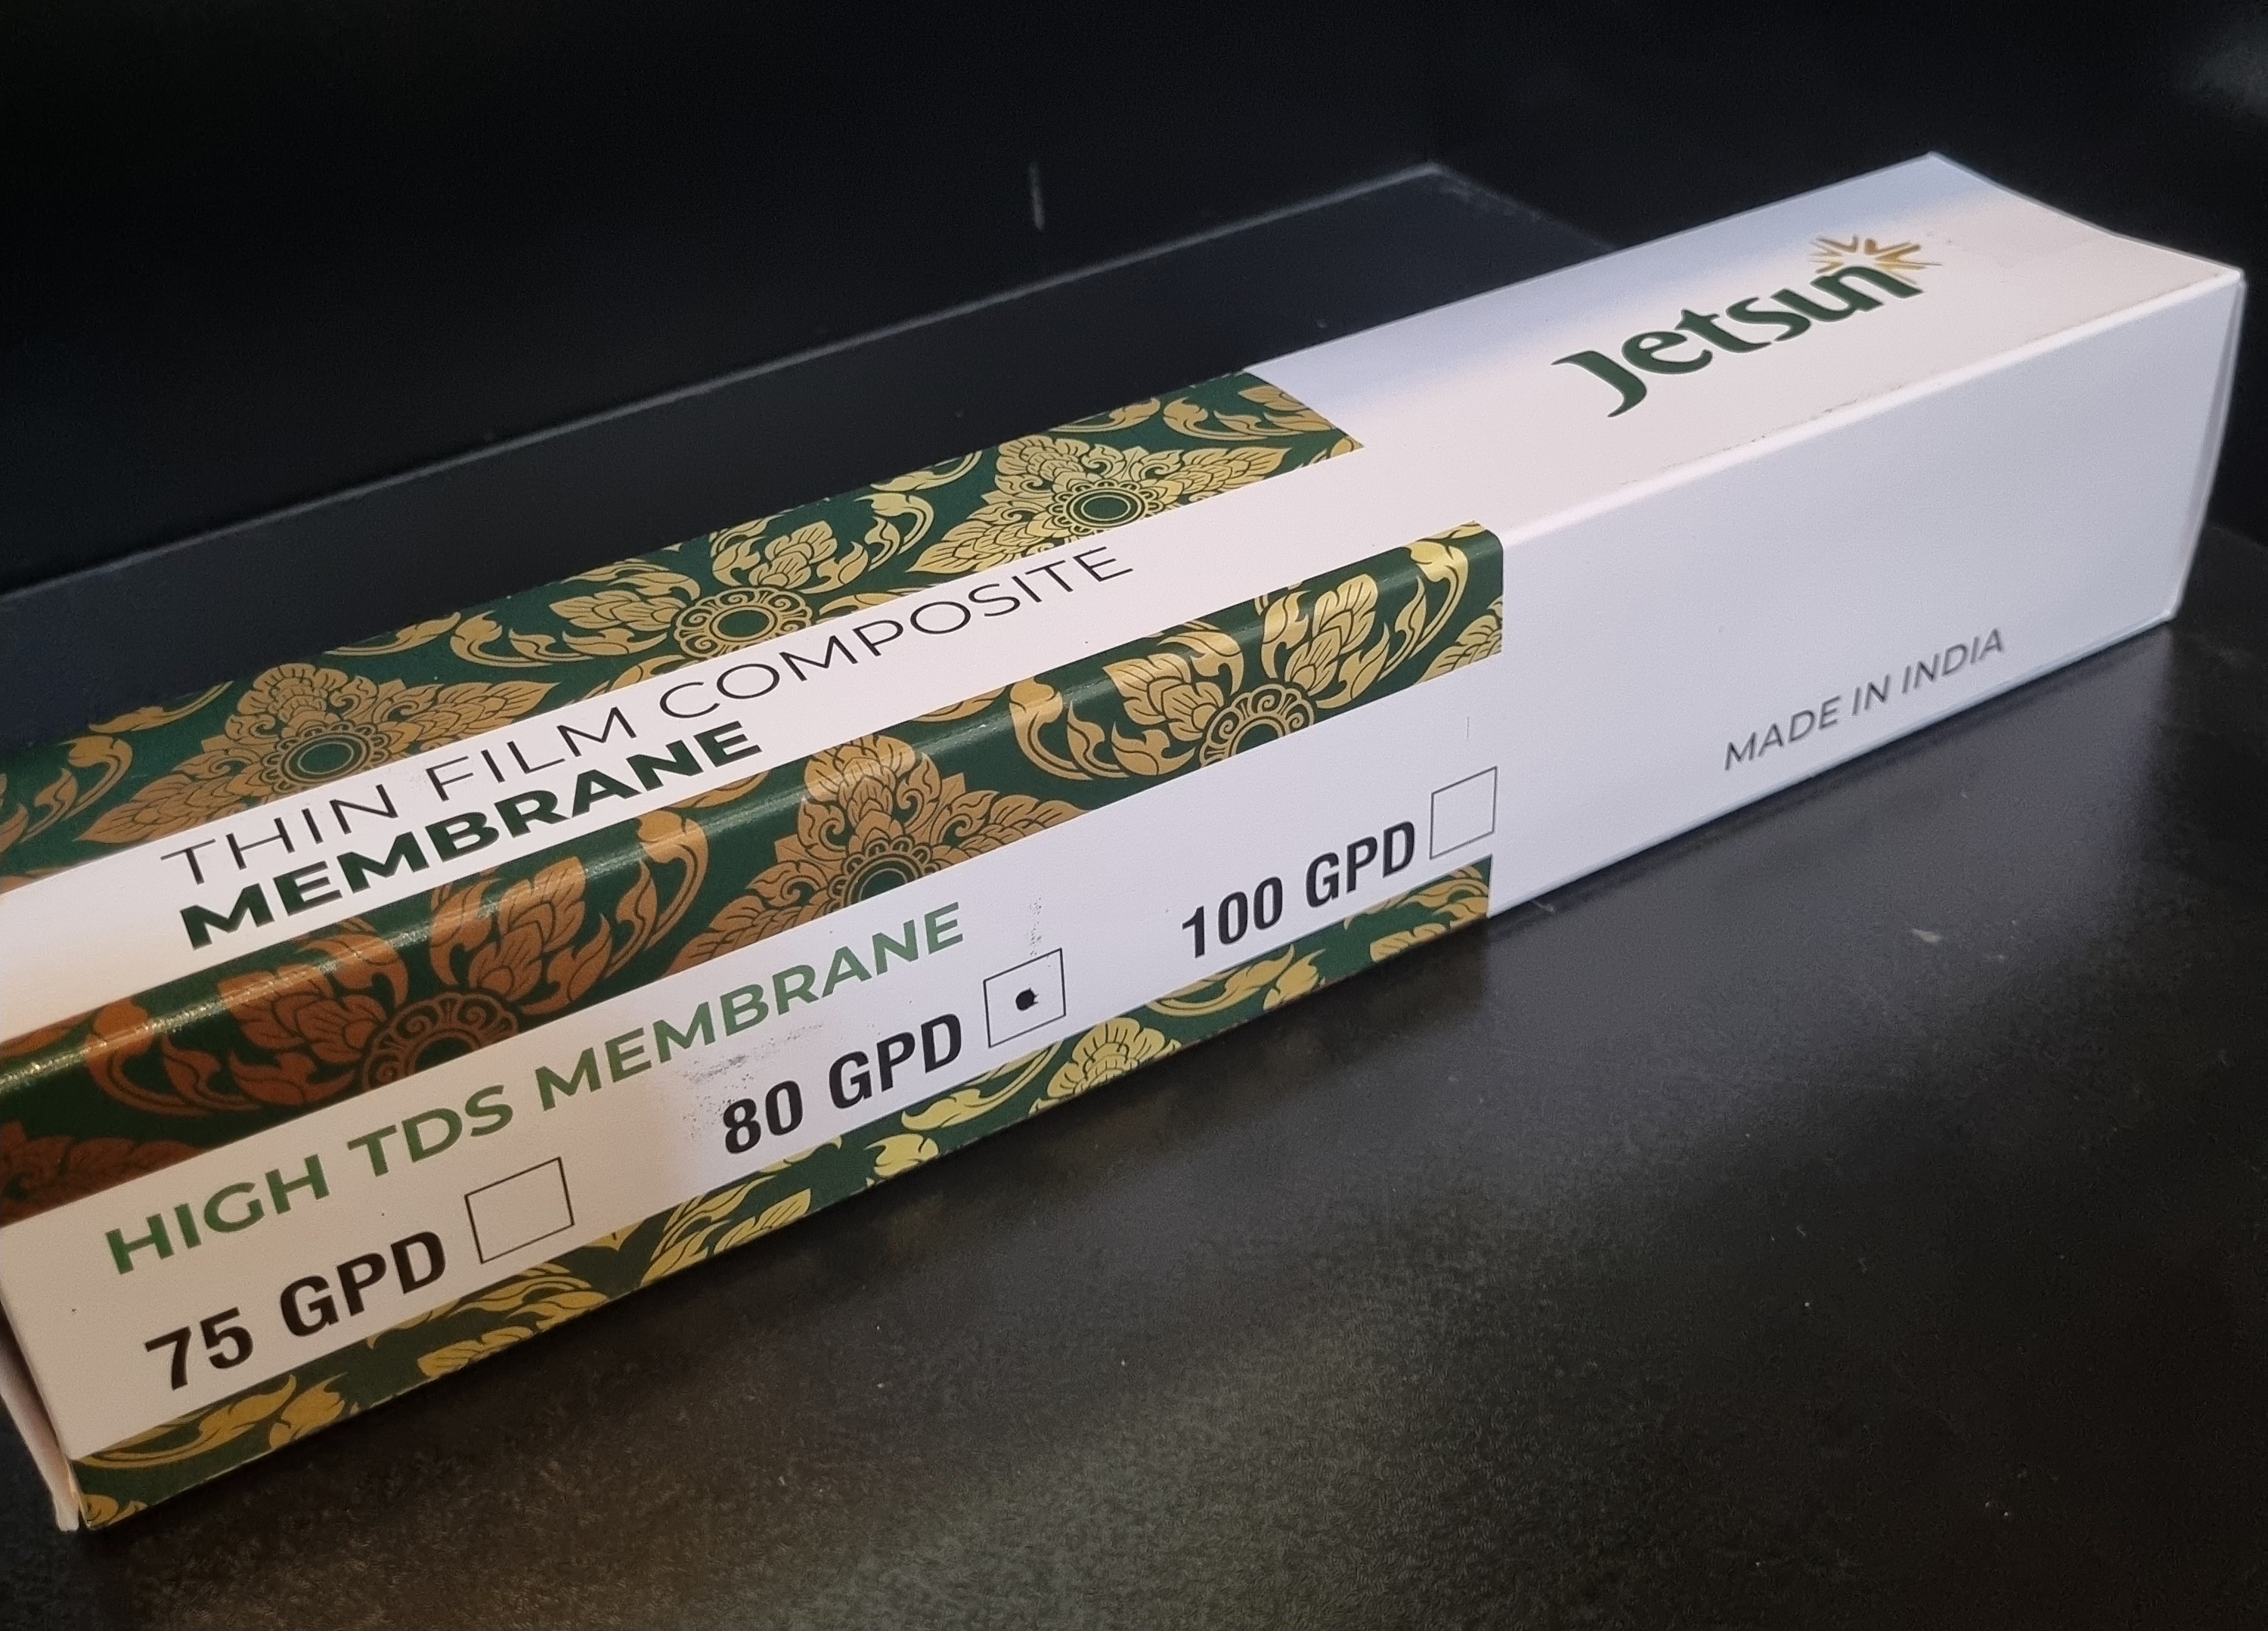 Jetsun
THIN FILM COMPOSITE
MEMBRANE
HIGH TDS MEMBRANE
75 GPD
80 GPD
100 GPD
MADE IN INDIA